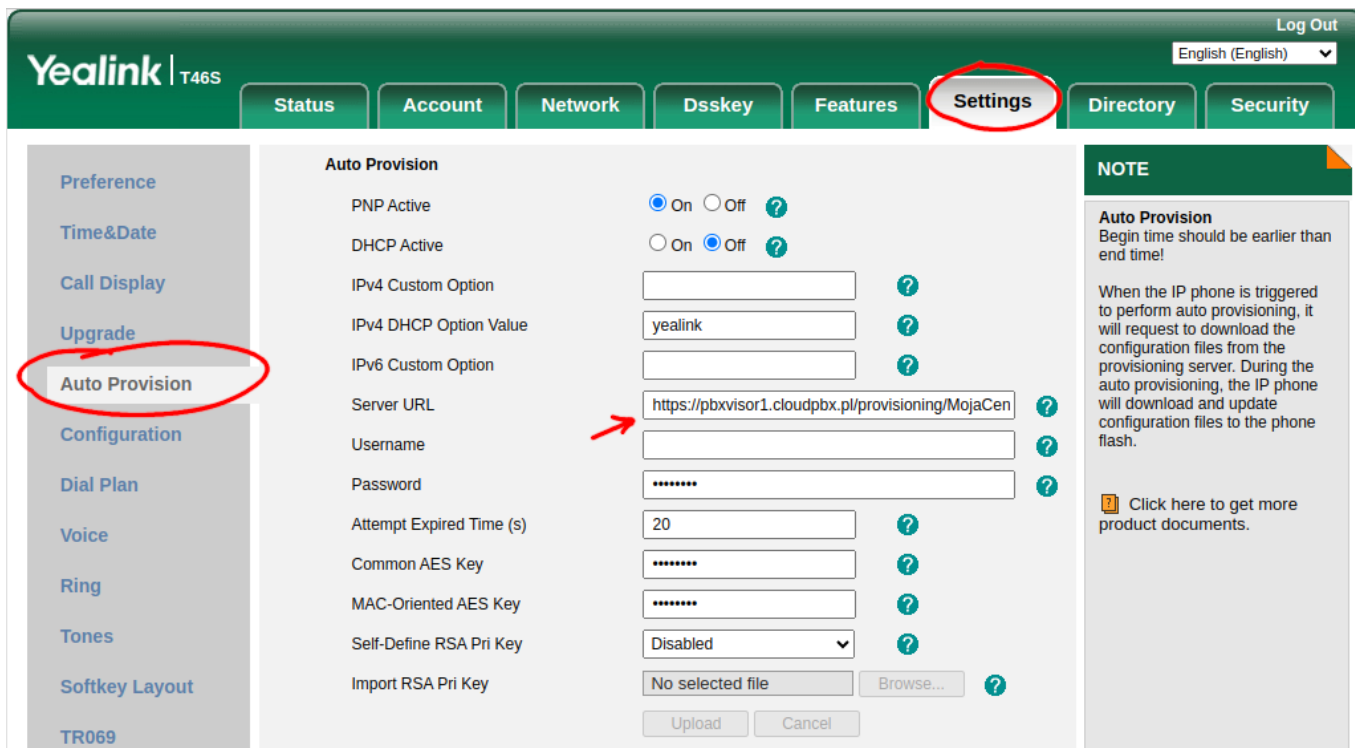 Log Out
English (English)
Yealink T46S
Status Account Network Dsskey Features Settings Directory Security
Preference
Time&Date
Call Display
Upgrade
Auto Provision
Configuration
Dial Plan
Voice
Ring
Tones
Softkey Layout
TR069
Auto Provision
PNP Active On Off ?
DHCP Active On Off ?
IPv4 Custom Option ?
IPv4 DHCP Option Value yealink ?
IPv6 Custom Option ?
Server URL https://pbxvisor1.cloudpbx.pl/provisioning/MojaCen ?
Username ?
Password •••••••• ?
Attempt Expired Time (s) 20 ?
Common AES Key •••••••• ?
MAC-Oriented AES Key •••••••• ?
Self-Define RSA Pri Key Disabled ?
Import RSA Pri Key No selected file Browse... ?
Upload Cancel
NOTE
Auto Provision
Begin time should be earlier than
end time!
When the IP phone is triggered
to perform auto provisioning, it
will request to download the
configuration files from the
provisioning server. During the
auto provisioning, the IP phone
will download and update
configuration files to the phone
flash.
? Click here to get more
product documents.